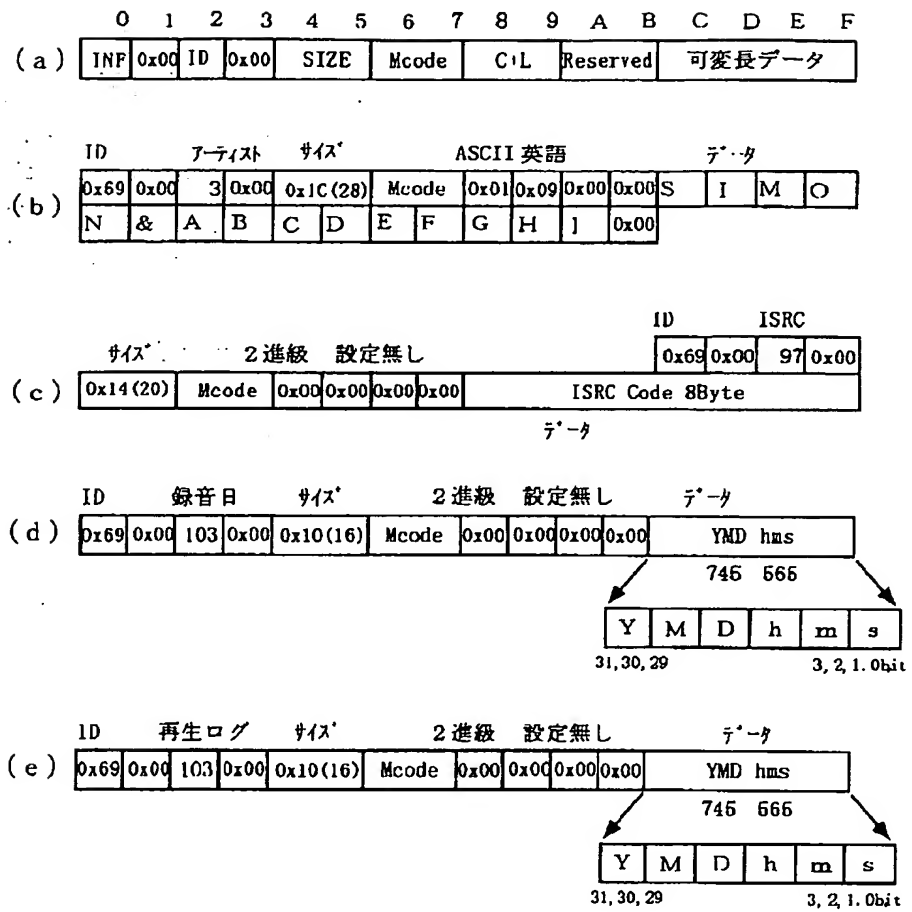 0 1 2 3 4 5 6 7 8 9 A B C D E F
(a) INF 0x00 ID 0x00 SIZE Mcode C+L Reserved 可変長データ
ID アーティスト サイズ ASCII 英語 データ
(b) 0x69 0x00 3 0x00 0x1C(28) Mcode 0x01 0x09 0x00 0x00 S I M O
N & A B C D E F G H I 0x00
ID ISRC
サイズ 2進級 設定無し 0x69 0x00 97 0x00
(c) 0x14(20) Mcode 0x00 0x00 0x00 0x00 ISRC Code 8Byte
データ
ID 録音日 サイズ 2進級 設定無し データ
(d) 0x69 0x00 103 0x00 0x10(16) Mcode 0x00 0x00 0x00 0x00 YMD hms
745 565
Y M D h m s
31,30,29 3,2,1.0bit
ID 再生ログ サイズ 2進級 設定無し データ
(e) 0x69 0x00 103 0x00 0x10(16) Mcode 0x00 0x00 0x00 0x00 YMD hms
745 565
Y M D h m s
31,30,29 3,2,1.0bit